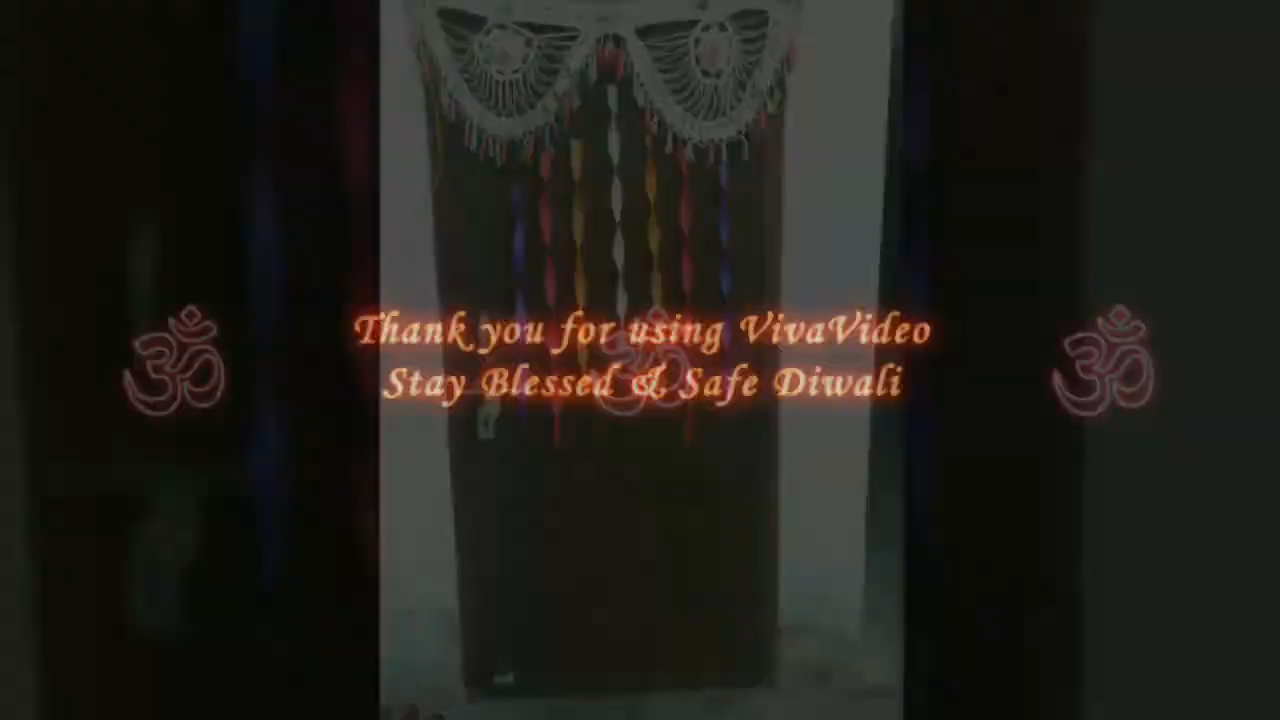 Thank you for using VivaVideo
ॐ ॐ ॐ
Stay Blessed & Safe Diwali